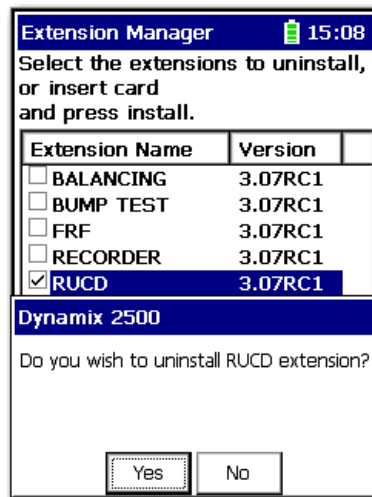 Extension Manager 15:08
Select the extensions to uninstall,
or insert card
and press install.
Extension Name Version
BALANCING 3.07RC1
BUMP TEST 3.07RC1
FRF 3.07RC1
RECORDER 3.07RC1
RUCD 3.07RC1
Dynamix 2500
Do you wish to uninstall RUCD extension?
Yes No